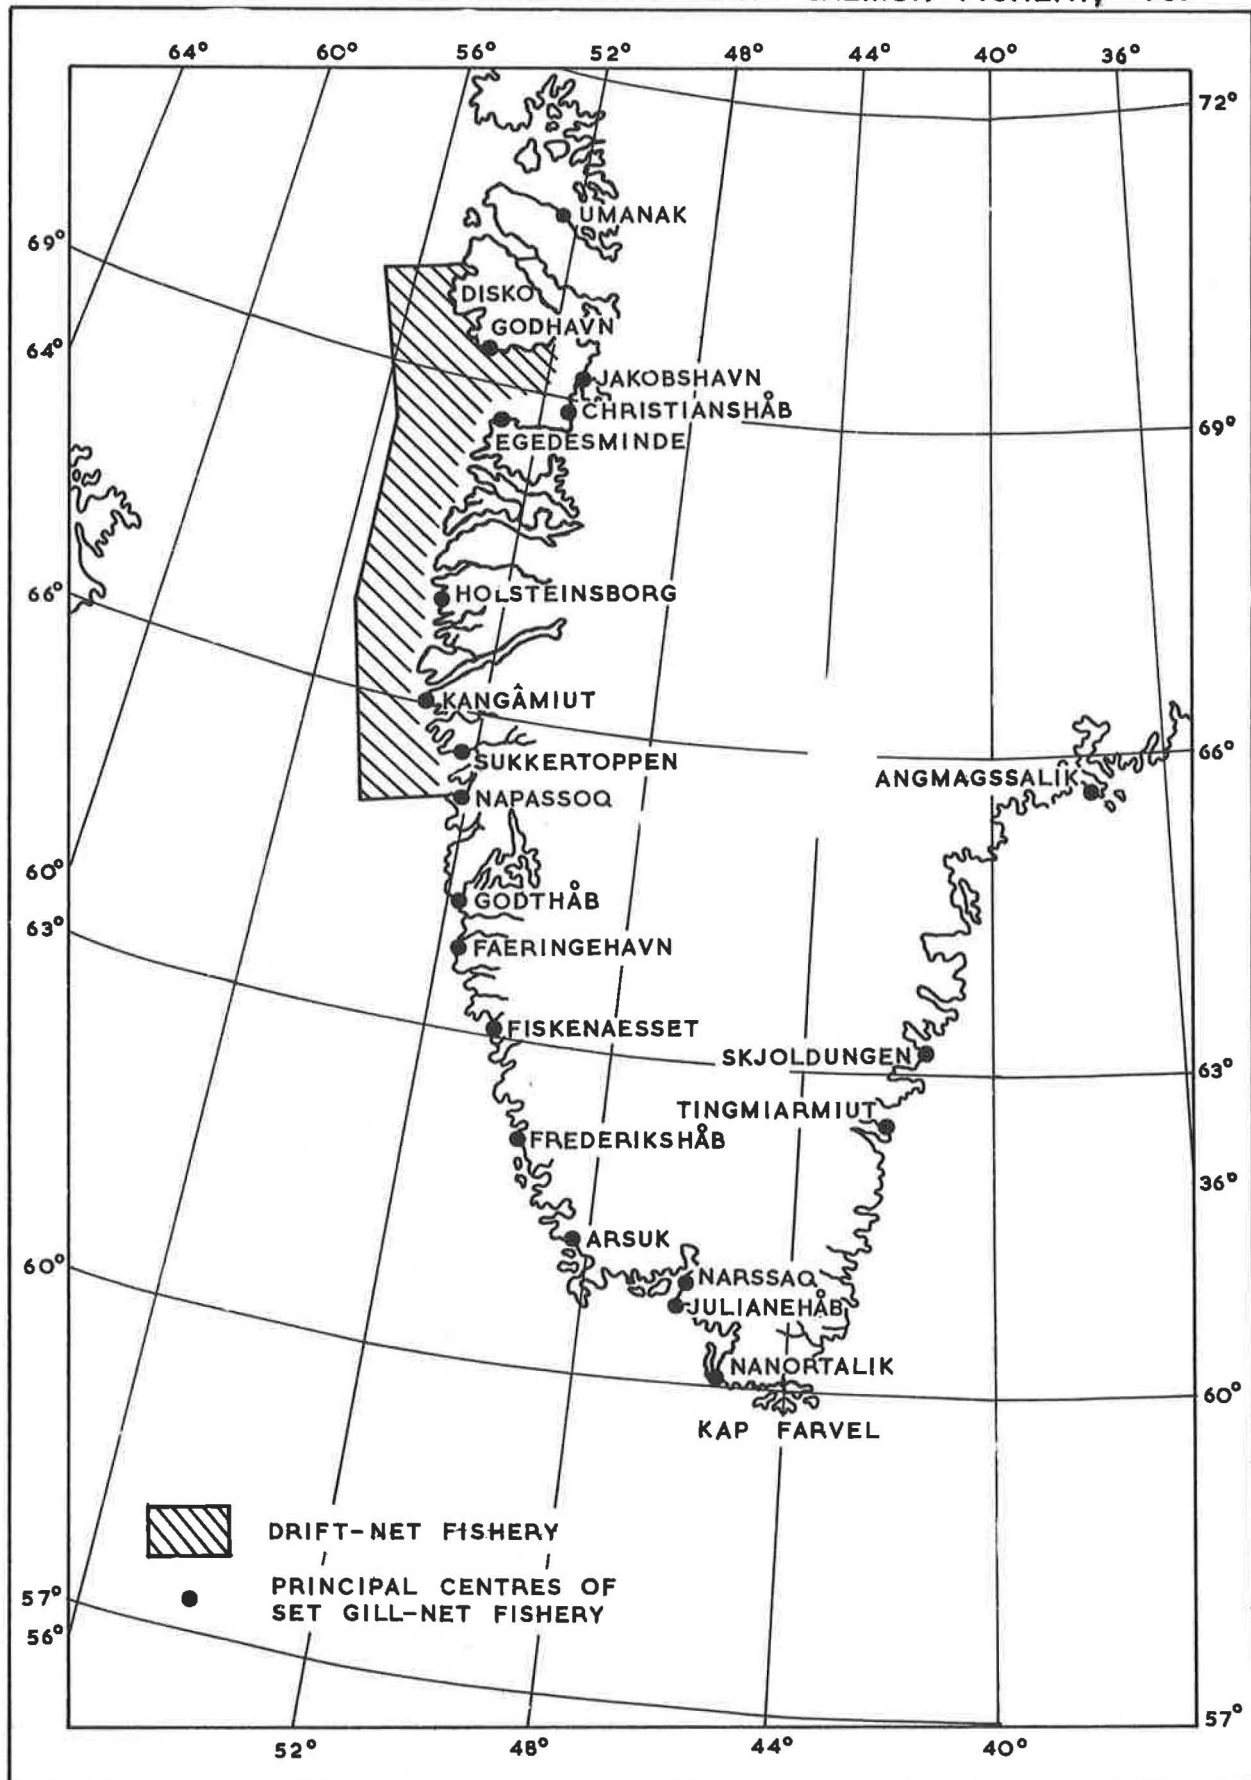 64° 60° 56° 52° 48° 44° 40° 36°
72°
UMANAK
69°
DISKO
GODHAVN
64°
JAKOBSHAVN
CHRISTIANSHÅB
69°
EGEDESMINDE
66°
HOLSTEINSBORG
KANGÂMIUT
66°
SUKKERTOPPEN
ANGMAGSSALIK
NAPASSOQ
60°
GODTHÅB
63°
FAERINGEHAVN
FISKENAESSET
SKJOLDUNGEN
63°
TINGMIARMIUT
FREDERIKSHÅB
36°
ARSUK
60°
NARSSAQ
JULIANEHÅB
NANORTALIK
60°
KAP FARVEL
DRIFT-NET FISHERY
PRINCIPAL CENTRES OF
SET GILL-NET FISHERY
57°
56°
57°
52° 48° 44° 40°